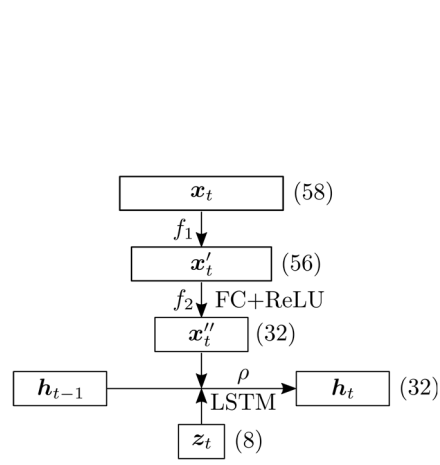 x_t (58)
f_1
x'_t (56)
f_2 FC+ReLU
x''_t (32)
ρ
h_{t−1} h_t (32)
LSTM
z_t (8)